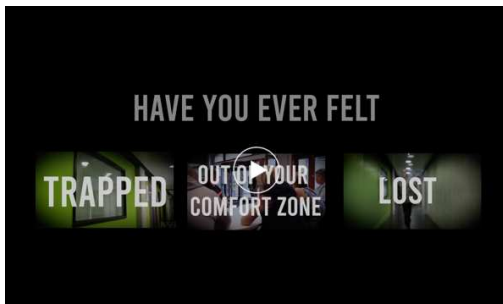 HAVE YOU EVER FELT
TRAPPED
OUT OF YOUR
COMFORT ZONE
LOST